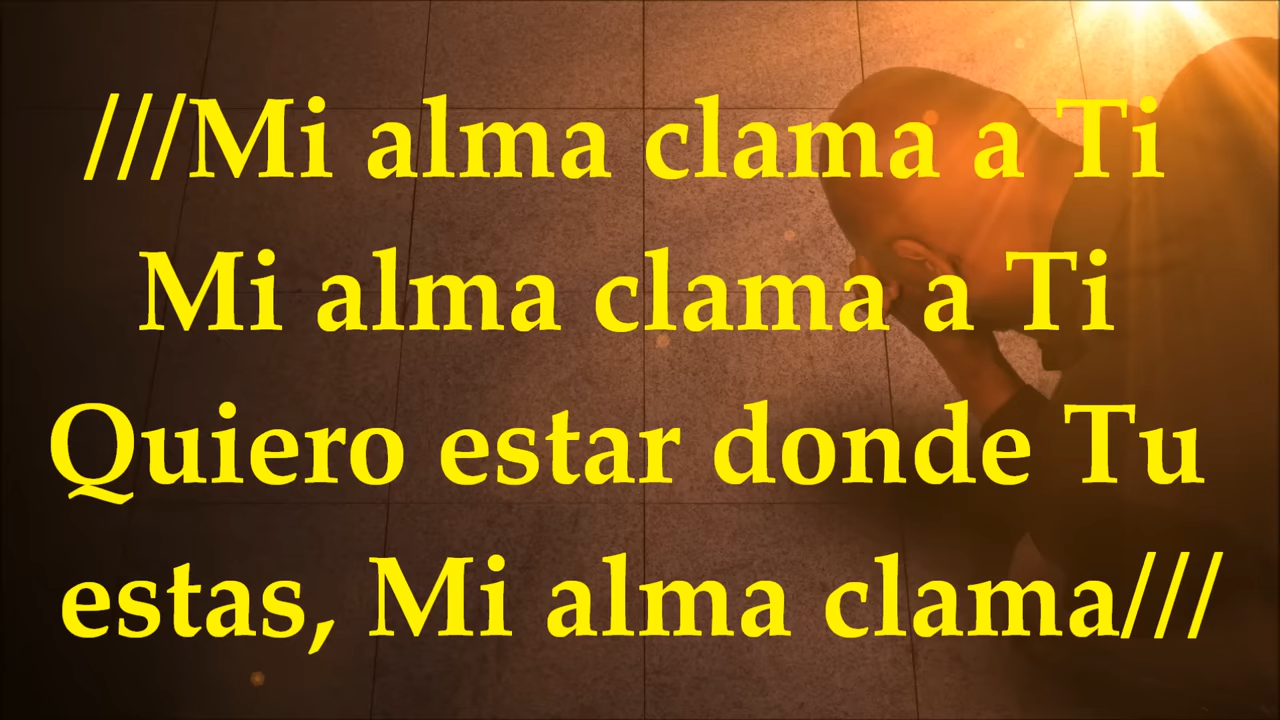 ///Mi alma clama a Ti
Mi alma clama a Ti
Quiero estar donde Tu
estas, Mi alma clama///